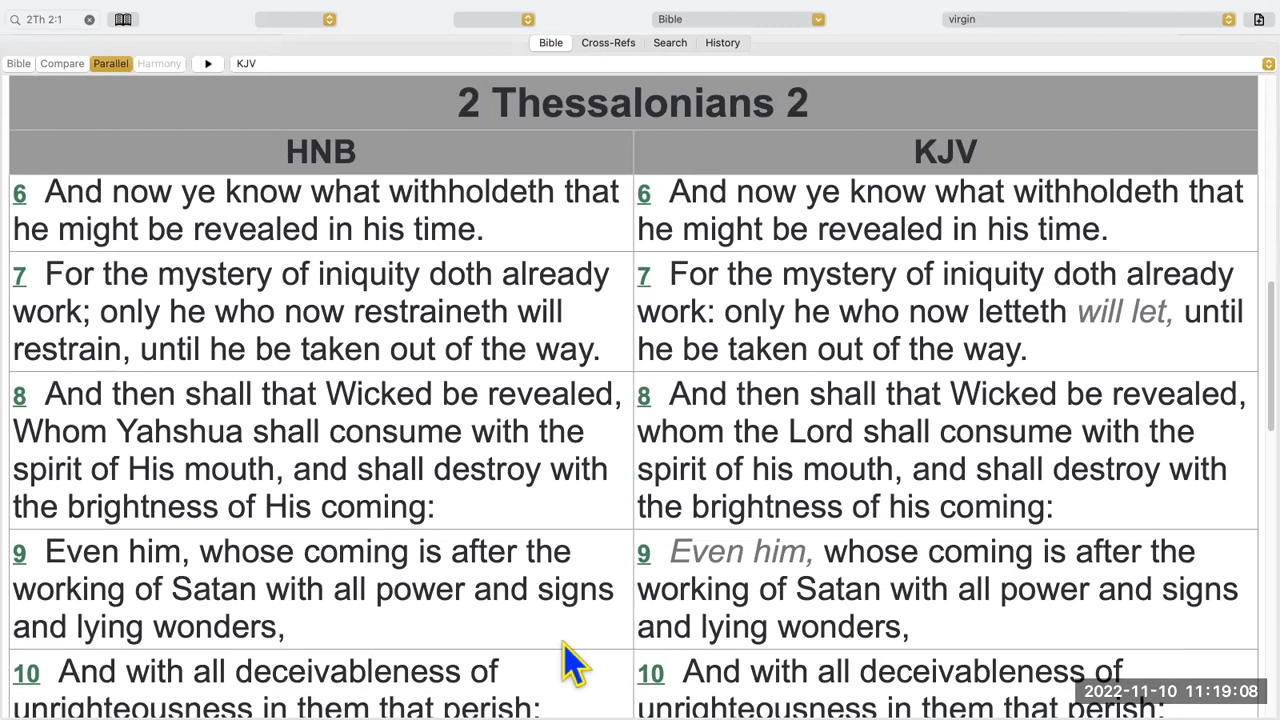 2Th 2:1
Bible
virgin
Bible Cross-Refs Search History
Bible Compare Parallel Harmony KJV
2 Thessalonians 2
HNB
6 And now ye know what withholdeth that
he might be revealed in his time.
7 For the mystery of iniquity doth already
work; only he who now restraineth will
restrain, until he be taken out of the way.
8 And then shall that Wicked be revealed,
Whom Yahshua shall consume with the
spirit of His mouth, and shall destroy with
the brightness of His coming:
9 Even him, whose coming is after the
working of Satan with all power and signs
and lying wonders,
10 And with all deceivableness of
unrighteousness in them that perish;
KJV
6 And now ye know what withholdeth that
he might be revealed in his time.
7 For the mystery of iniquity doth already
work: only he who now letteth will let, until
he be taken out of the way.
8 And then shall that Wicked be revealed,
whom the Lord shall consume with the
spirit of his mouth, and shall destroy with
the brightness of his coming:
9 Even him, whose coming is after the
working of Satan with all power and signs
and lying wonders,
10 And with all deceivableness of
unrighteousness in them that perish;
2022-11-10 11:19:08